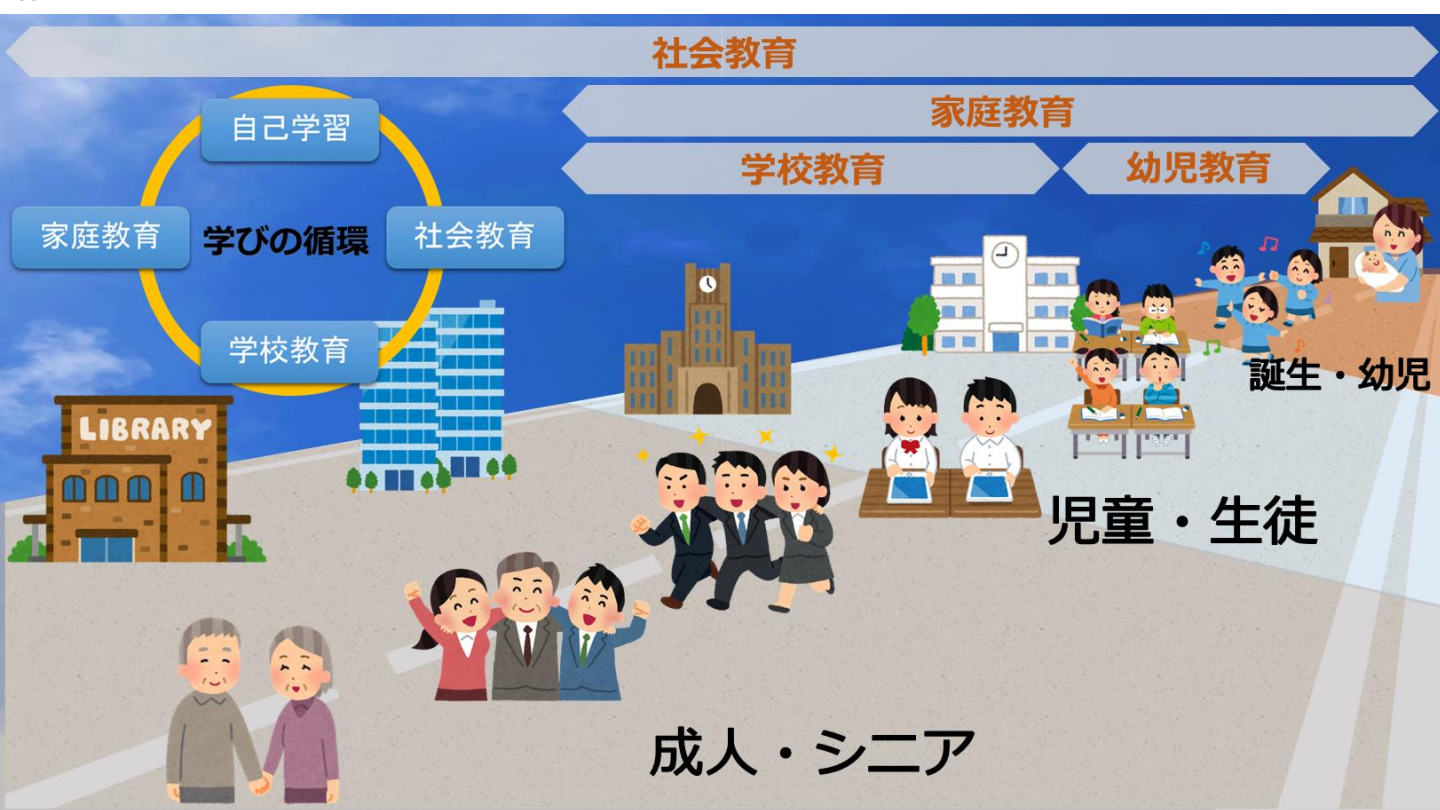 社会教育
家庭教育
学校教育
幼児教育
自己学習
家庭教育
学びの循環
社会教育
学校教育
LIBRARY
誕生・幼児
児童・生徒
成人・シニア